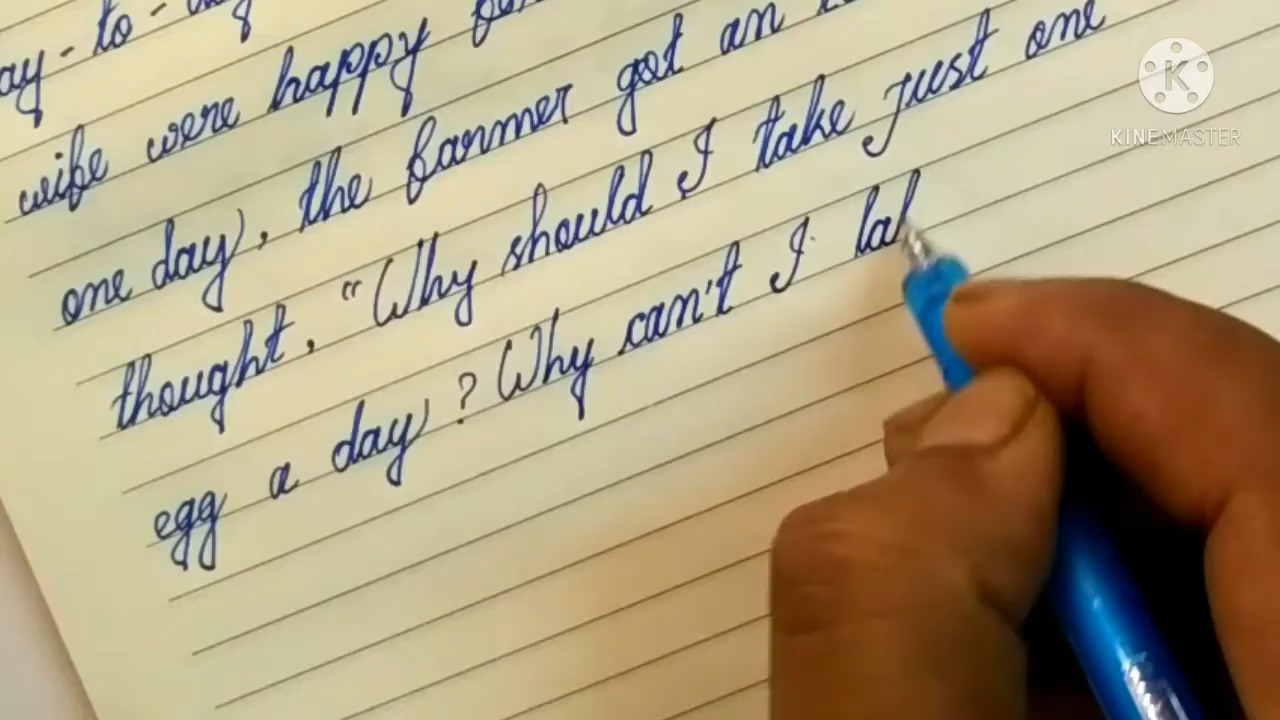 wife were happy
one day, the farmer got an
thought, "Why should I take just one
egg a day? Why can't I
KINEMASTER